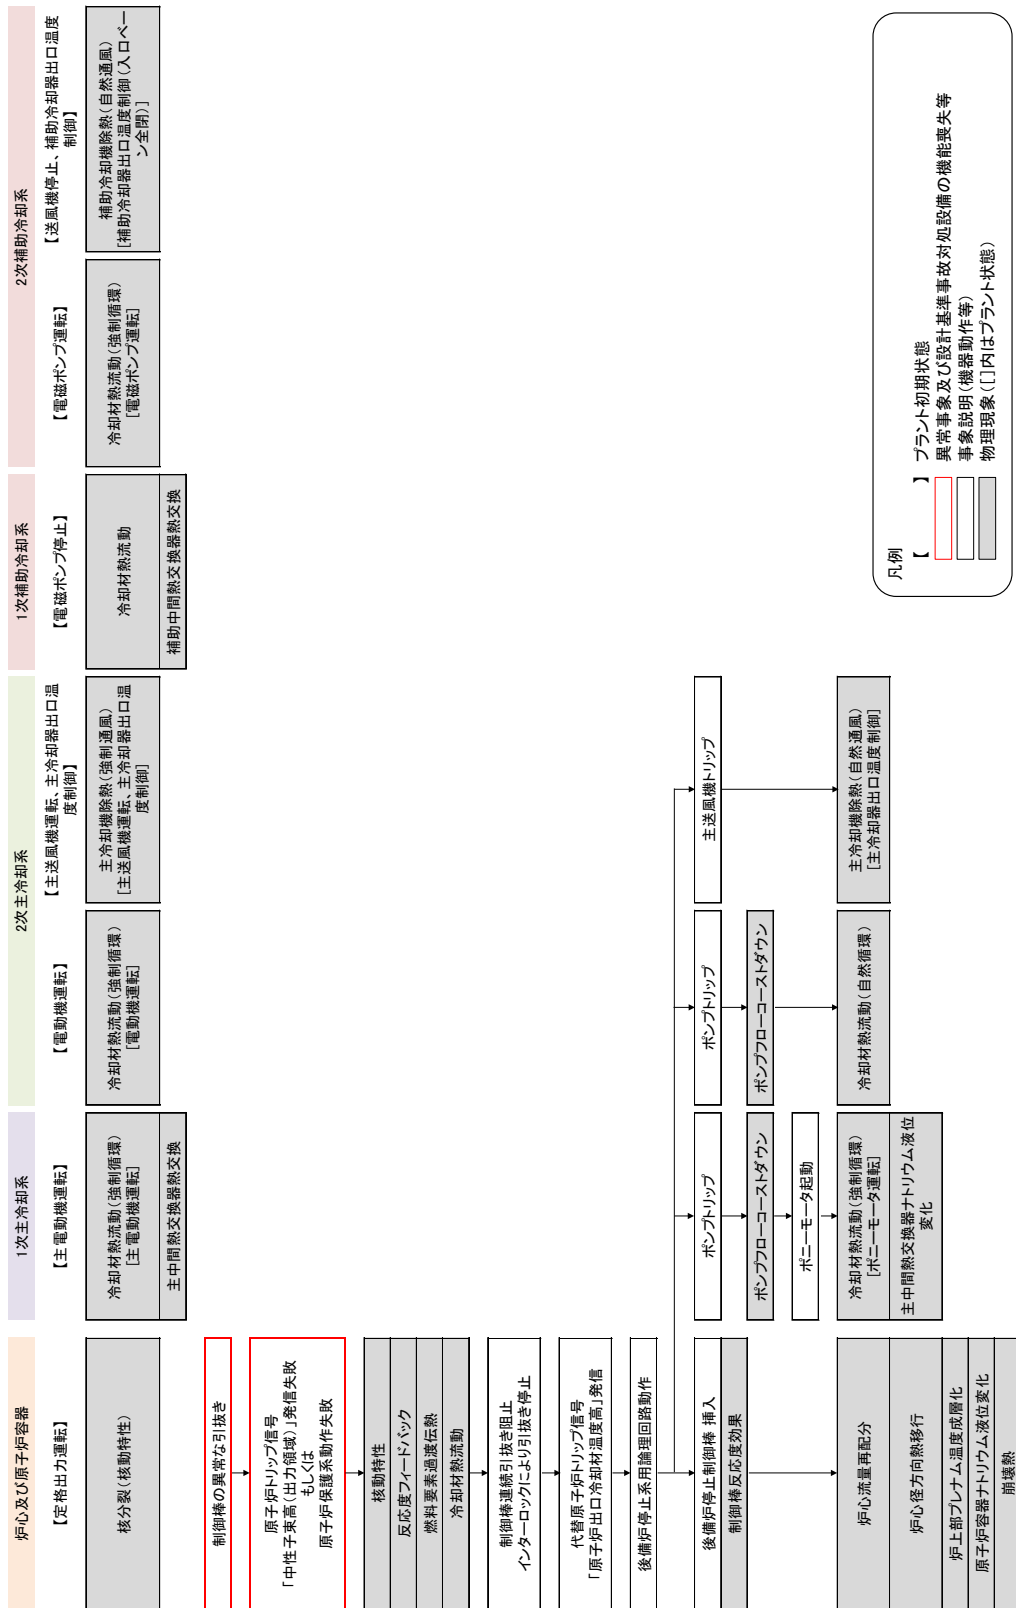 炉心及び原子炉容器
【定格出力運転】
核分裂(核動特性)
制御棒の異常な引抜き
原子炉トリップ信号
「中性子束高(出力領域)」発信失敗
もしくは
原子炉保護系動作失敗
核動特性
反応度フィードバック
燃料要素過渡伝熱
冷却材熱流動
制御棒連続引抜き阻止
インターロックにより引抜き停止
代替原子炉トリップ信号
「原子炉出口冷却材温度高」発信
後備炉停止系用論理回路動作
後備炉停止制御棒 挿入
制御棒反応度効果
炉心流量再配分
炉心径方向熱移行
炉上部プレナム温度成層化
原子炉容器ナトリウム液位変化
崩壊熱
1次主冷却系
【主電動機運転】
冷却材熱流動(強制循環)
[主電動機運転]
主中間熱交換器熱交換
ポンプトリップ
ポンプフローコーストダウン
ポニーモータ起動
冷却材熱流動(強制循環)
[ポニーモータ運転]
主中間熱交換器ナトリウム液位
変化
2次主冷却系
【電動機運転】
冷却材熱流動(強制循環)
[電動機運転]
ポンプトリップ
ポンプフローコーストダウン
冷却材熱流動(自然循環)
【主送風機運転、主冷却器出口温
度制御】
主冷却機除熱(強制通風)
[主送風機運転、主冷却器出口温
度制御]
主送風機トリップ
主冷却機除熱(自然通風)
[主冷却器出口温度制御]
1次補助冷却系
【電磁ポンプ停止】
冷却材熱流動
補助中間熱交換器熱交換
2次補助冷却系
【電磁ポンプ運転】
冷却材熱流動(強制循環)
[電磁ポンプ運転]
【送風機停止、補助冷却器出口温度
制御】
補助冷却機除熱(自然通風)
[補助冷却器出口温度制御(入口ベー
ン全閉)]
凡例
【 】 プラント初期状態
異常事象及び設計基準事故対処設備の機能喪失等
事象説明(機器動作等)
物理現象([]内はプラント状態)